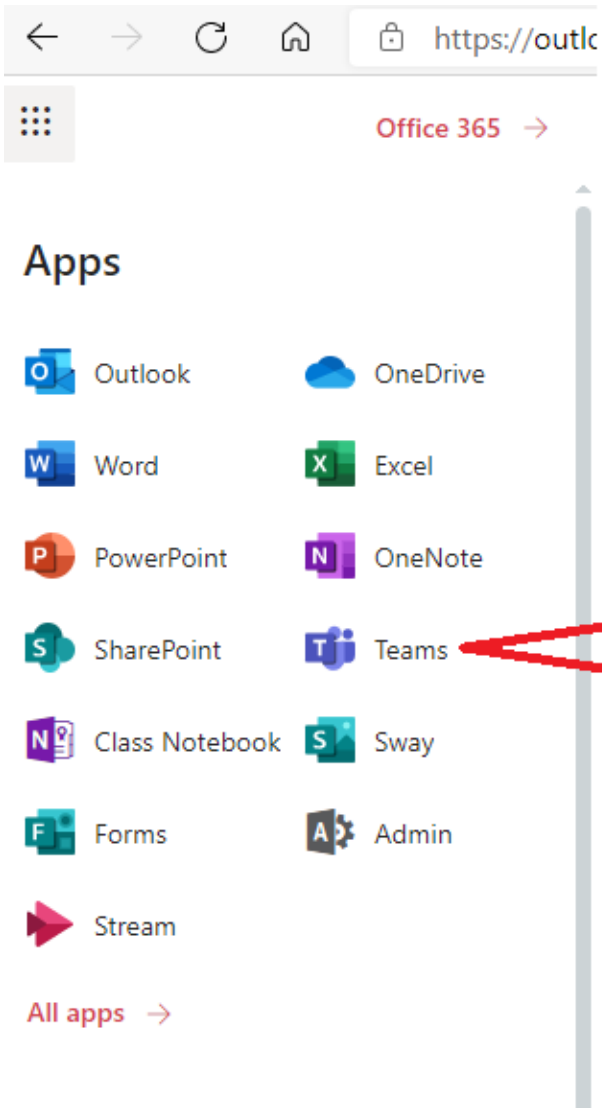 https://outlo
Office 365 →
Apps
Outlook OneDrive
Word Excel
PowerPoint OneNote
SharePoint Teams
Class Notebook Sway
Forms Admin
Stream
All apps →